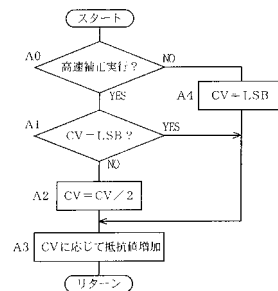 スタート
A0
高速補正実行？
NO
YES
A4
CV＝LSB
A1
CV＝LSB？
YES
NO
A2
CV＝CV／2
A3
CVに応じて抵抗値増加
リターン